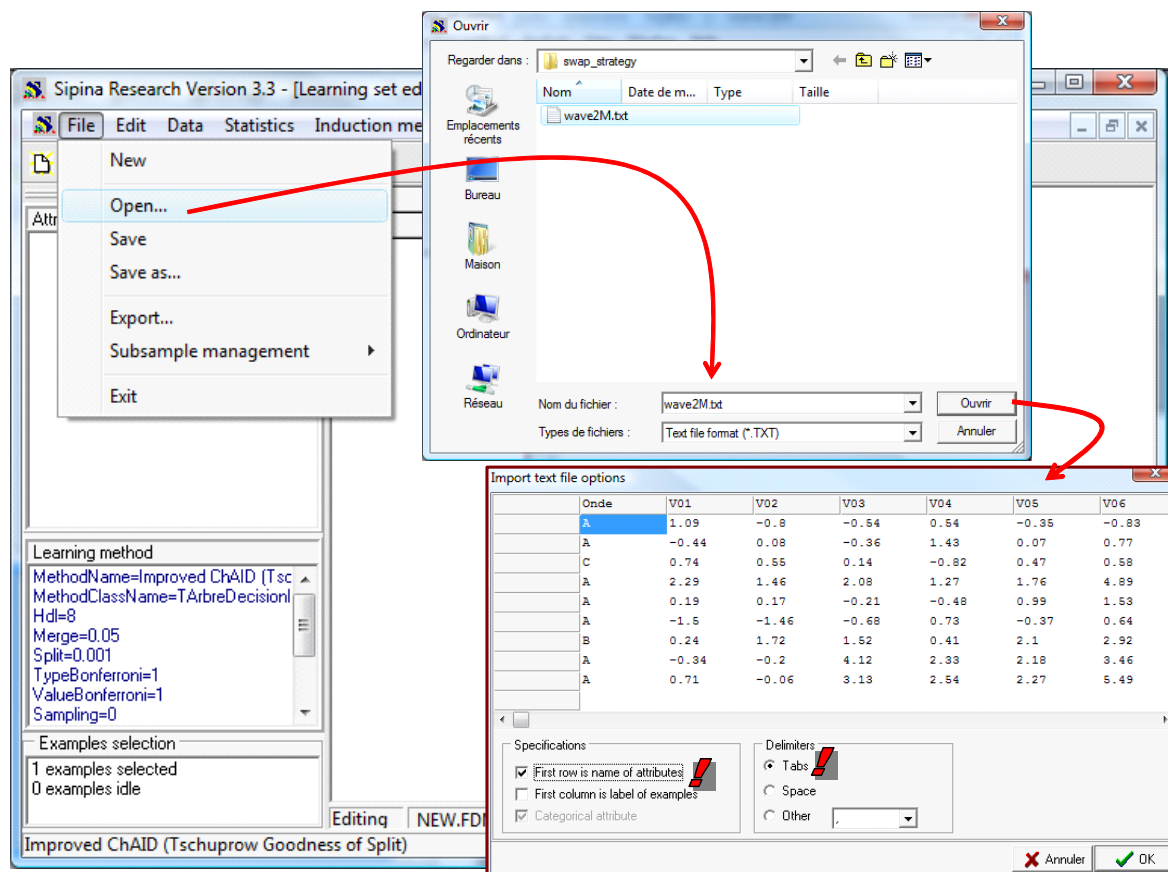 Sipina Research Version 3.3 - [Learning set ed
File Edit Data Statistics Induction me
New
Open...
Save
Save as...
Export...
Subsample management
Exit
Attr
Learning method
MethodName=Improved ChAID (Tsc
MethodClassName=TArbreDecisionI
Hdl=8
Merge=0.05
Split=0.001
TypeBonferroni=1
ValueBonferroni=1
Sampling=0
Examples selection
1 examples selected
0 examples idle
Editing NEW.FD
Improved ChAID (Tschuprow Goodness of Split)
Ouvrir
Regarder dans : swap_strategy
Nom Date de m... Type Taille
wave2M.txt
Emplacements
récents
Bureau
Maison
Ordinateur
Réseau
Nom du fichier : wave2M.txt Ouvrir
Types de fichiers : Text file format (*.TXT) Annuler
Import text file options
Onde V01 V02 V03 V04 V05 V06
A 1.09 -0.8 -0.54 0.54 -0.35 -0.83
A -0.44 0.08 -0.36 1.43 0.07 0.77
C 0.74 0.55 0.14 -0.82 0.47 0.58
A 2.29 1.46 2.08 1.27 1.76 4.89
A 0.19 0.17 -0.21 -0.48 0.99 1.53
A -1.5 -1.46 -0.68 0.73 -0.37 0.64
B 0.24 1.72 1.52 0.41 2.1 2.92
A -0.34 -0.2 4.12 2.33 2.18 3.46
A 0.71 -0.06 3.13 2.54 2.27 5.49
Specifications
First row is name of attributes
First column is label of examples
Categorical attribute
Delimiters
Tabs
Space
Other ,
Annuler OK